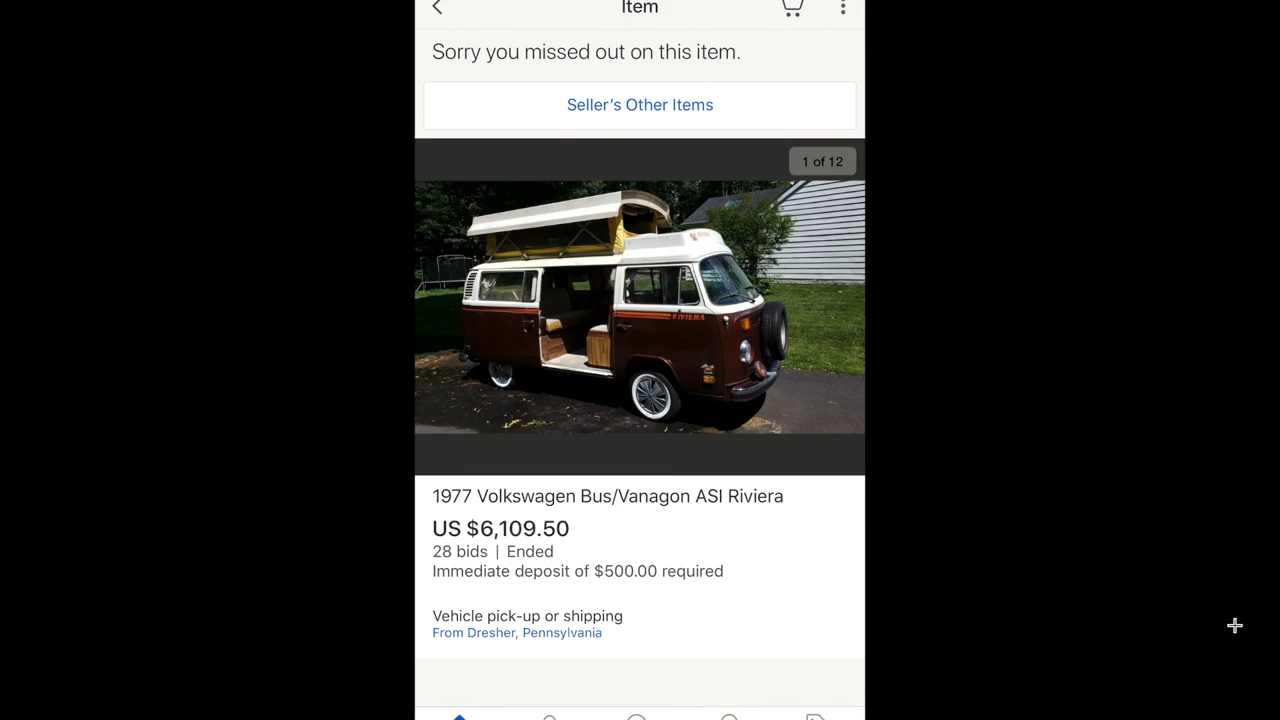 Item
Sorry you missed out on this item.
Seller's Other Items
1 of 12
RIVIERA
1977 Volkswagen Bus/Vanagon ASI Riviera
US $6,109.50
28 bids | Ended
Immediate deposit of $500.00 required
Vehicle pick-up or shipping
From Dresher, Pennsylvania